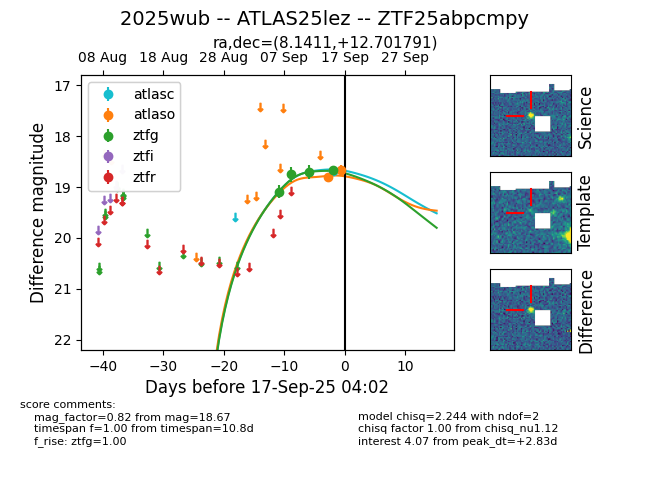 2025wub -- ATLAS25lez -- ZTF25abpcmpy
ra,dec=(8.1411,+12.701791)
08 Aug 18 Aug 28 Aug 07 Sep 17 Sep 27 Sep
17
18
19
20
21
22
Difference magnitude
atlasc
atlaso
ztfg
ztfi
ztfr
−40 −30 −20 −10 0 10
Days before 17-Sep-25 04:02
Science
Template
Difference
score comments:
mag_factor=0.82 from mag=18.67
timespan f=1.00 from timespan=10.8d
f_rise: ztfg=1.00
model chisq=2.244 with ndof=2
chisq factor 1.00 from chisq_nu1.12
interest 4.07 from peak_dt=+2.83d